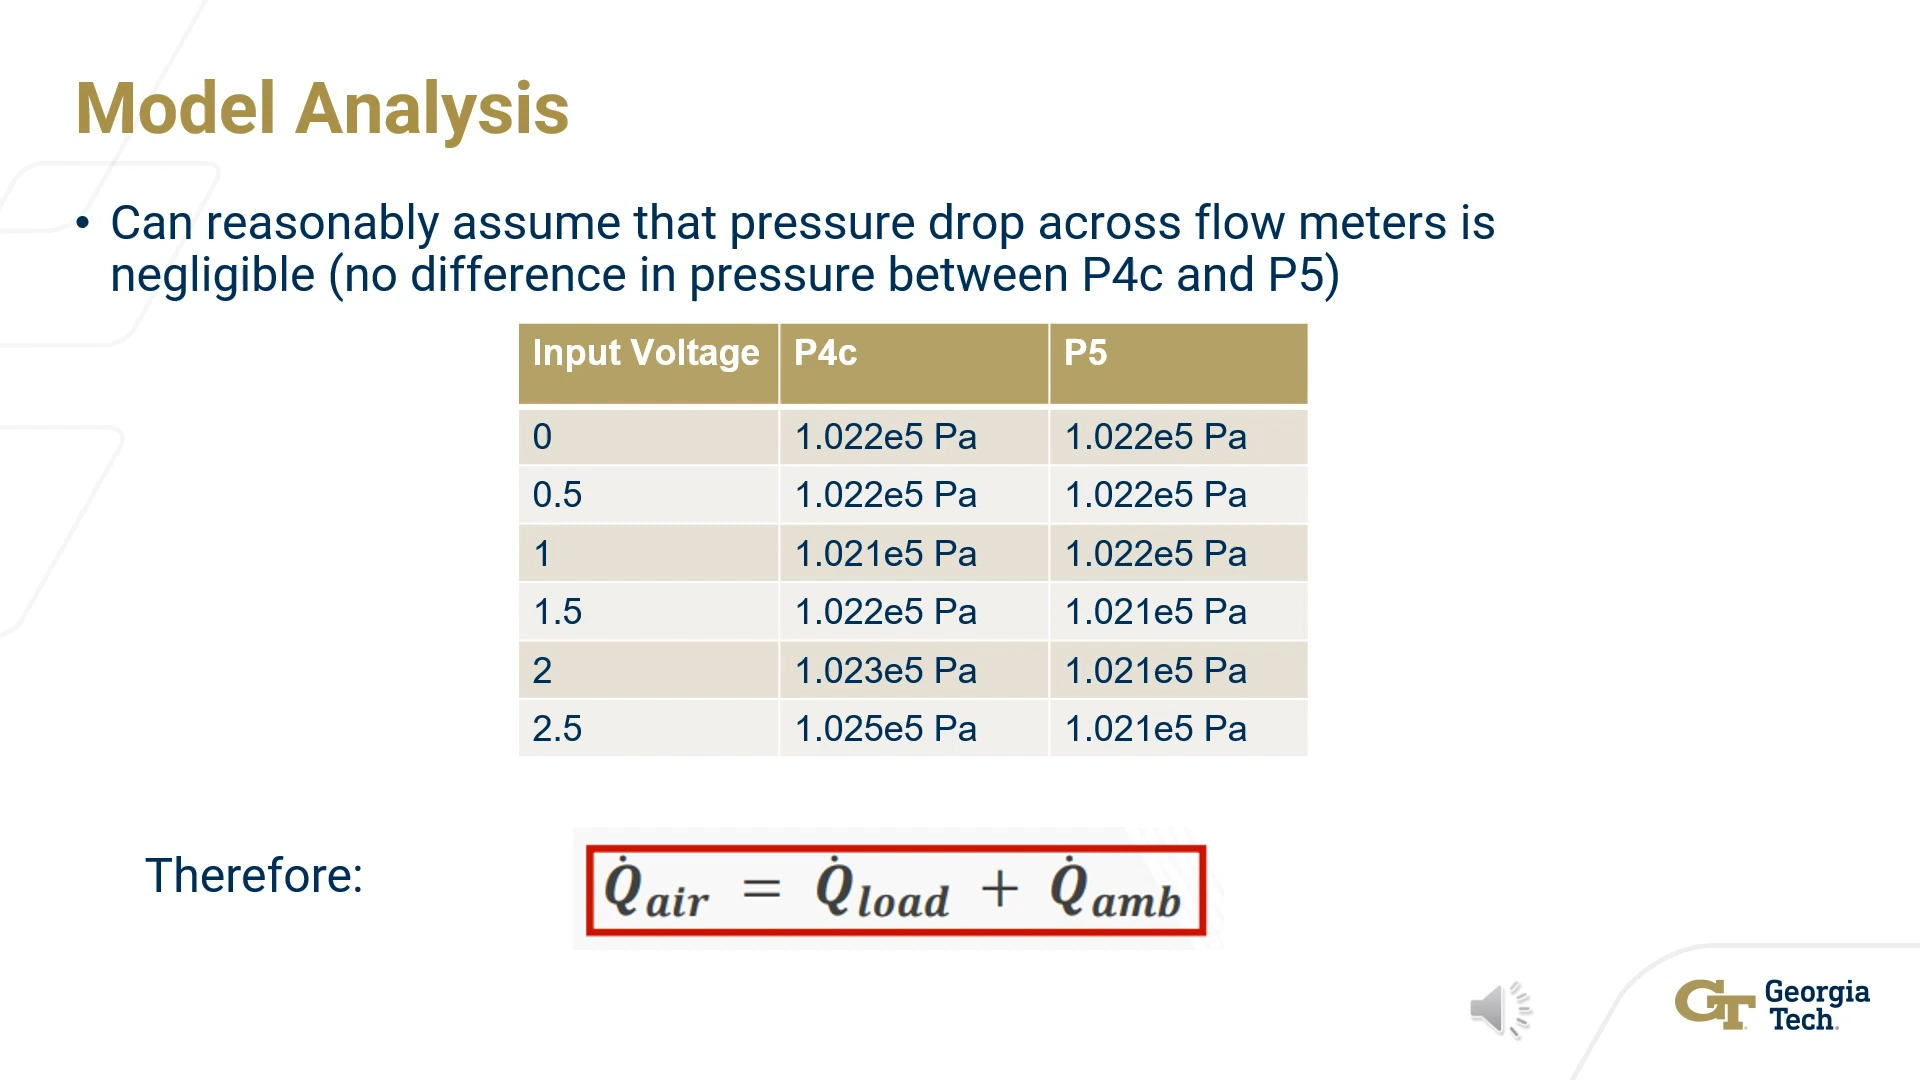 Model Analysis
• Can reasonably assume that pressure drop across flow meters is
negligible (no difference in pressure between P4c and P5)
Input Voltage P4c P5
0 1.022e5 Pa 1.022e5 Pa
0.5 1.022e5 Pa 1.022e5 Pa
1 1.021e5 Pa 1.022e5 Pa
1.5 1.022e5 Pa 1.021e5 Pa
2 1.023e5 Pa 1.021e5 Pa
2.5 1.025e5 Pa 1.021e5 Pa
Therefore: Q̇air = Q̇load + Q̇amb
GT Georgia
Tech.